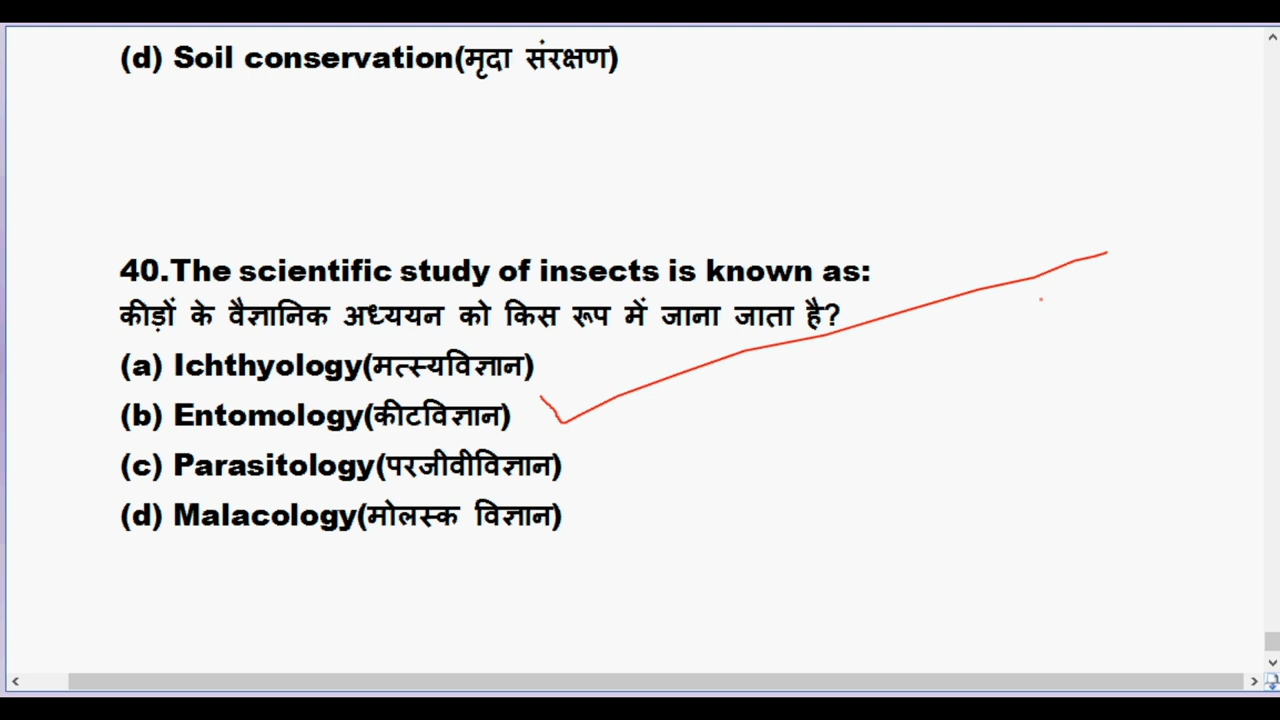 (d) Soil conservation(मृदा संरक्षण)
40.The scientific study of insects is known as:
कीड़ों के वैज्ञानिक अध्ययन को किस रूप में जाना जाता है?
(a) Ichthyology(मत्स्यविज्ञान)
(b) Entomology(कीटविज्ञान)
(c) Parasitology(परजीवीविज्ञान)
(d) Malacology(मोलस्क विज्ञान)